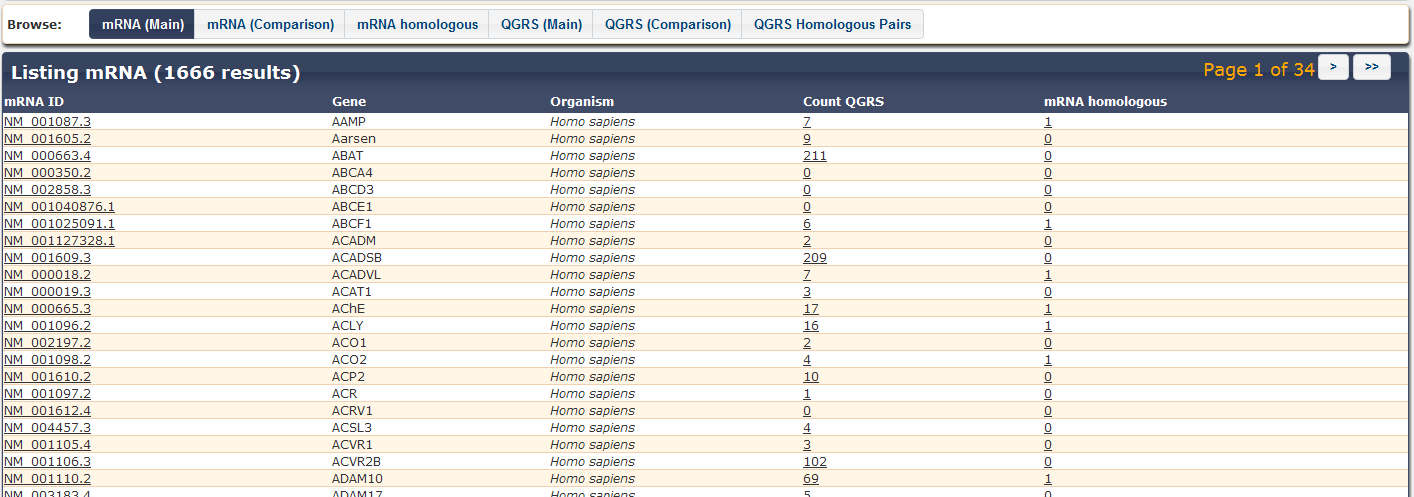 Browse: mRNA (Main) mRNA (Comparison) mRNA homologous QGRS (Main) QGRS (Comparison) QGRS Homologous Pairs
Listing mRNA (1666 results) Page 1 of 34 > >>
mRNA ID Gene Organism Count QGRS mRNA homologous
NM_001087.3 AAMP Homo sapiens 7 1
NM_001605.2 Aarsen Homo sapiens 9 0
NM_000663.4 ABAT Homo sapiens 211 0
NM_000350.2 ABCA4 Homo sapiens 0 0
NM_002858.3 ABCD3 Homo sapiens 0 0
NM_001040876.1 ABCE1 Homo sapiens 0 0
NM_001025091.1 ABCF1 Homo sapiens 6 1
NM_001127328.1 ACADM Homo sapiens 2 0
NM_001609.3 ACADSB Homo sapiens 209 0
NM_000018.2 ACADVL Homo sapiens 7 1
NM_000019.3 ACAT1 Homo sapiens 3 0
NM_000665.3 AChE Homo sapiens 17 1
NM_001096.2 ACLY Homo sapiens 16 1
NM_002197.2 ACO1 Homo sapiens 2 0
NM_001098.2 ACO2 Homo sapiens 4 1
NM_001610.2 ACP2 Homo sapiens 10 0
NM_001097.2 ACR Homo sapiens 1 0
NM_001612.4 ACRV1 Homo sapiens 0 0
NM_004457.3 ACSL3 Homo sapiens 4 0
NM_001105.4 ACVR1 Homo sapiens 3 0
NM_001106.3 ACVR2B Homo sapiens 102 0
NM_001110.2 ADAM10 Homo sapiens 69 1
NM_003183.4 ADAM17 Homo sapiens 5 0